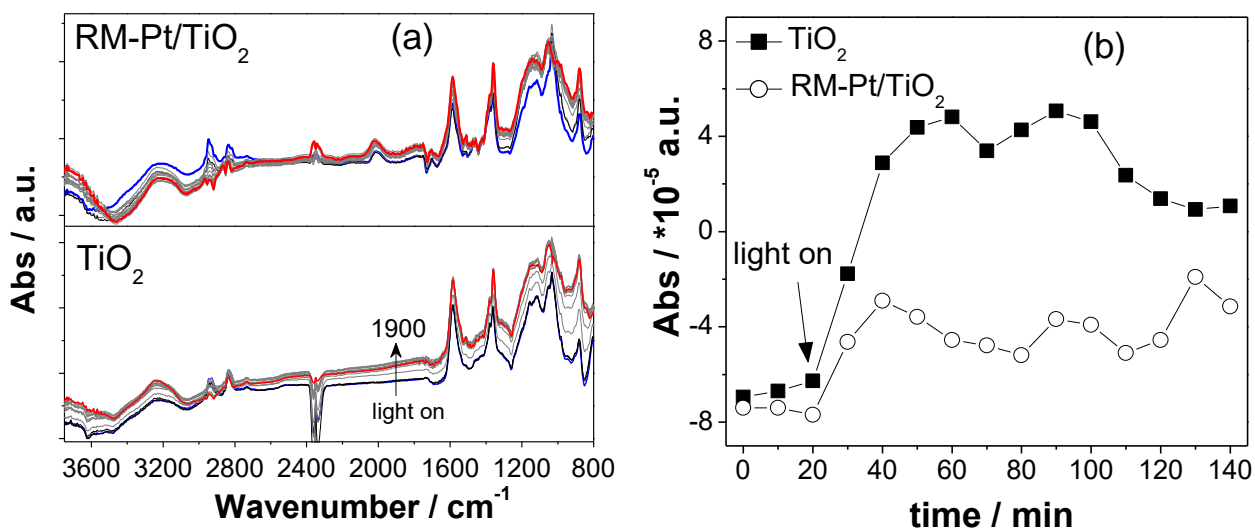 RM-Pt/TiO₂
(a)
TiO₂
1900
light on
Abs / a.u.
3600 3200 2800 2400 2000 1600 1200 800
Wavenumber / cm⁻¹
TiO₂
RM-Pt/TiO₂
(b)
light on
Abs / *10⁻⁵ a.u.
8
4
0
-4
-8
0 20 40 60 80 100 120 140
time / min